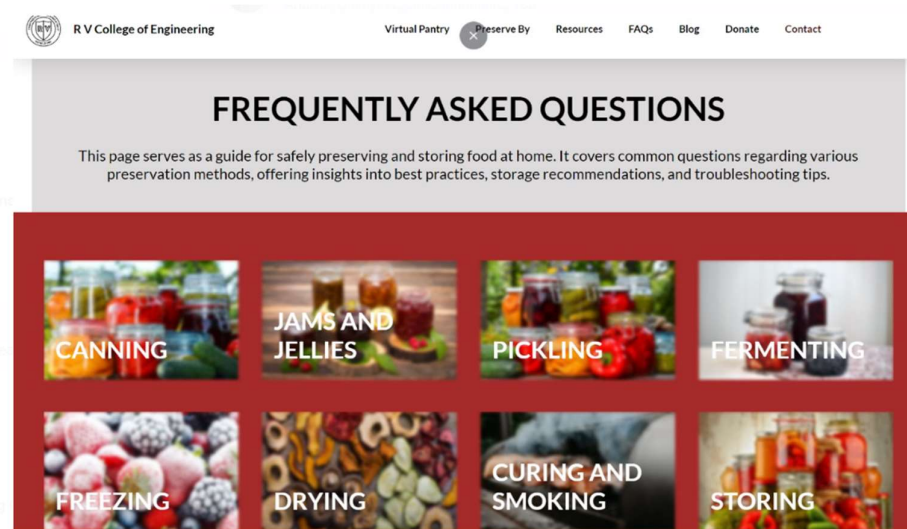 R V College of Engineering
Virtual Pantry Preserve By Resources FAQs Blog Donate Contact
FREQUENTLY ASKED QUESTIONS
This page serves as a guide for safely preserving and storing food at home. It covers common questions regarding various
preservation methods, offering insights into best practices, storage recommendations, and troubleshooting tips.
CANNING
JAMS AND
JELLIES
PICKLING
FERMENTING
FREEZING
DRYING
CURING AND
SMOKING
STORING